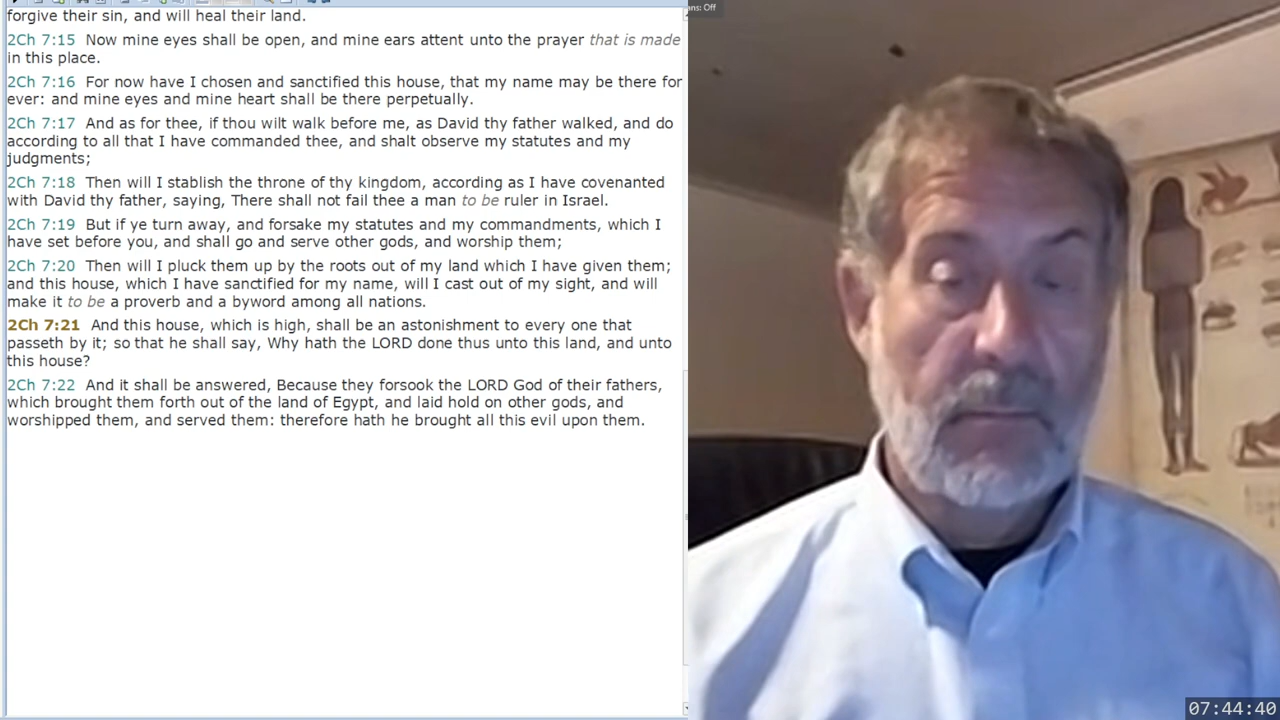 ans: Off
forgive their sin, and will heal their land.
2Ch 7:15 Now mine eyes shall be open, and mine ears attent unto the prayer that is made
in this place.
2Ch 7:16 For now have I chosen and sanctified this house, that my name may be there for
ever: and mine eyes and mine heart shall be there perpetually.
2Ch 7:17 And as for thee, if thou wilt walk before me, as David thy father walked, and do
according to all that I have commanded thee, and shalt observe my statutes and my
judgments;
2Ch 7:18 Then will I stablish the throne of thy kingdom, according as I have covenanted
with David thy father, saying, There shall not fail thee a man to be ruler in Israel.
2Ch 7:19 But if ye turn away, and forsake my statutes and my commandments, which I
have set before you, and shall go and serve other gods, and worship them;
2Ch 7:20 Then will I pluck them up by the roots out of my land which I have given them;
and this house, which I have sanctified for my name, will I cast out of my sight, and will
make it to be a proverb and a byword among all nations.
2Ch 7:21 And this house, which is high, shall be an astonishment to every one that
passeth by it; so that he shall say, Why hath the LORD done thus unto this land, and unto
this house?
2Ch 7:22 And it shall be answered, Because they forsook the LORD God of their fathers,
which brought them forth out of the land of Egypt, and laid hold on other gods, and
worshipped them, and served them: therefore hath he brought all this evil upon them.
07:44:40